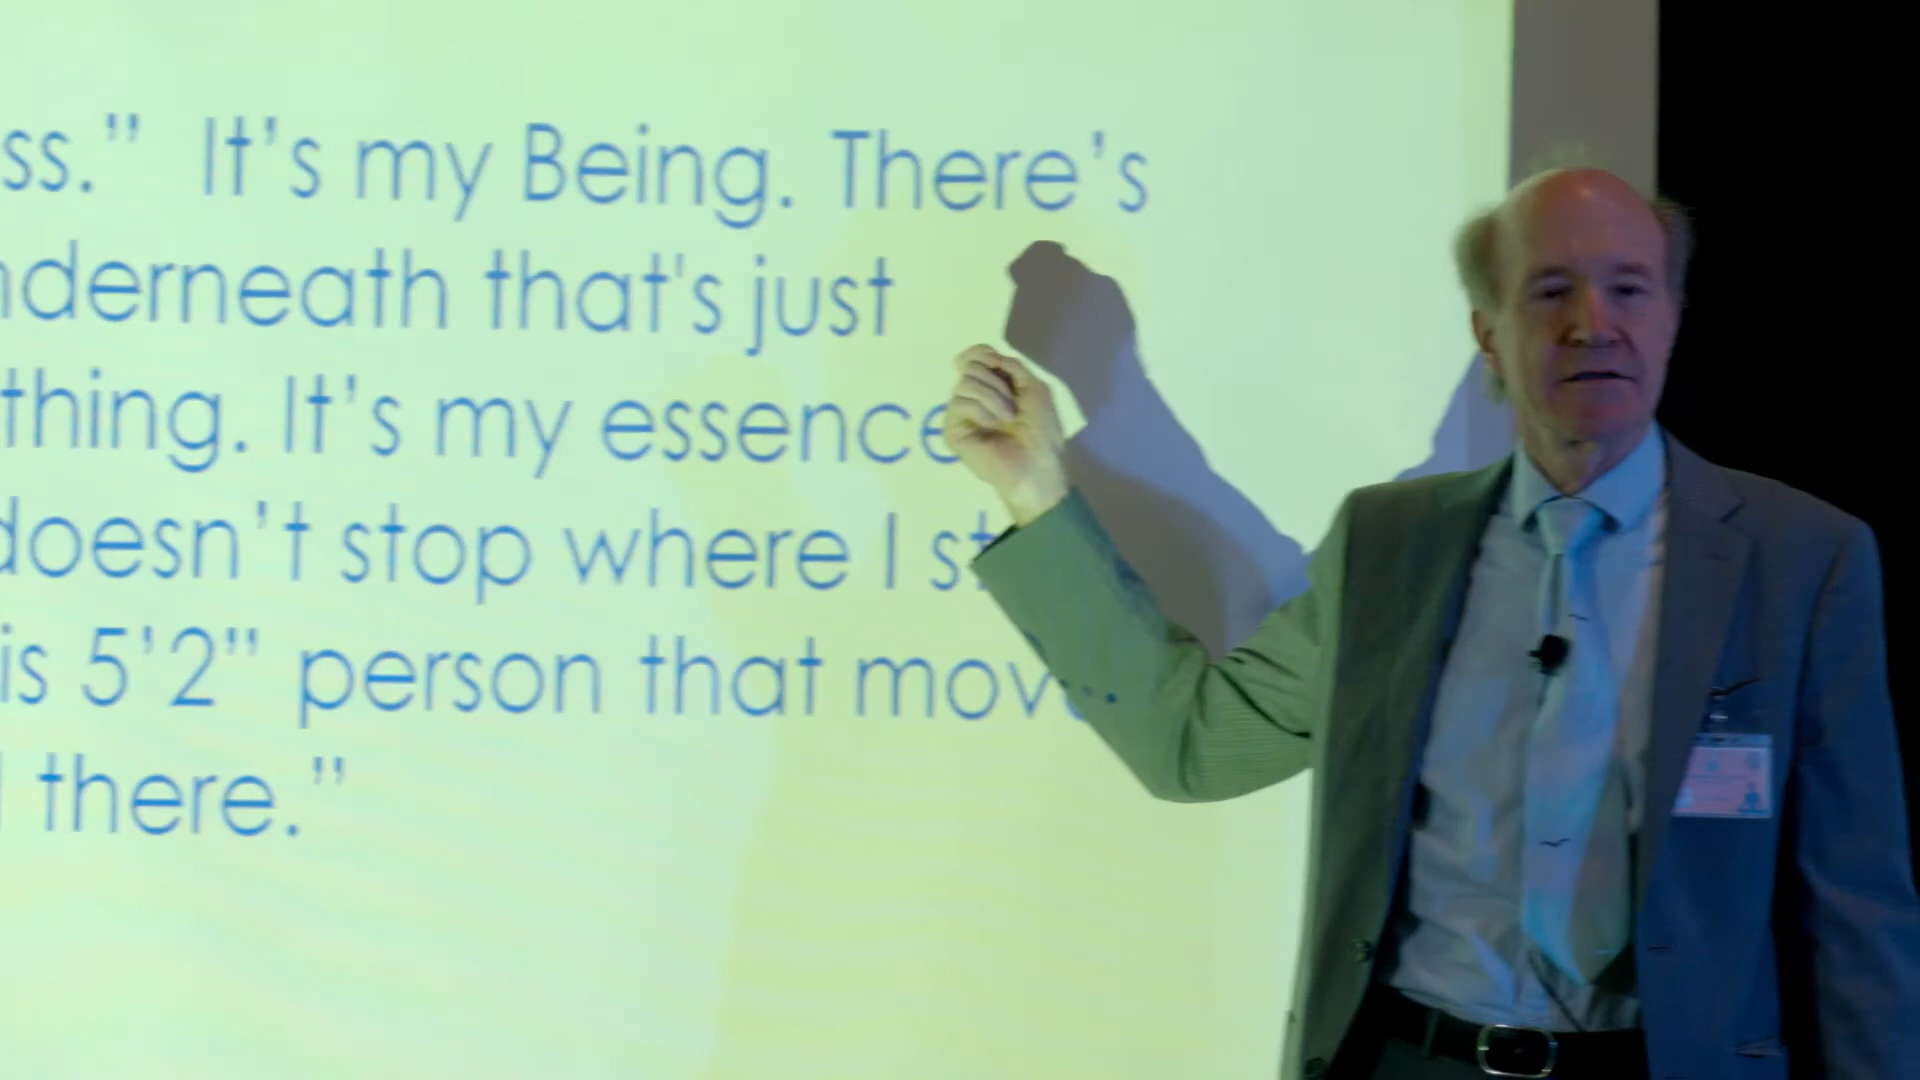 ss.” It’s my Being. There’s
nderneath that's just
thing. It’s my essence
doesn’t stop where I st
is 5’2" person that mov
there.”